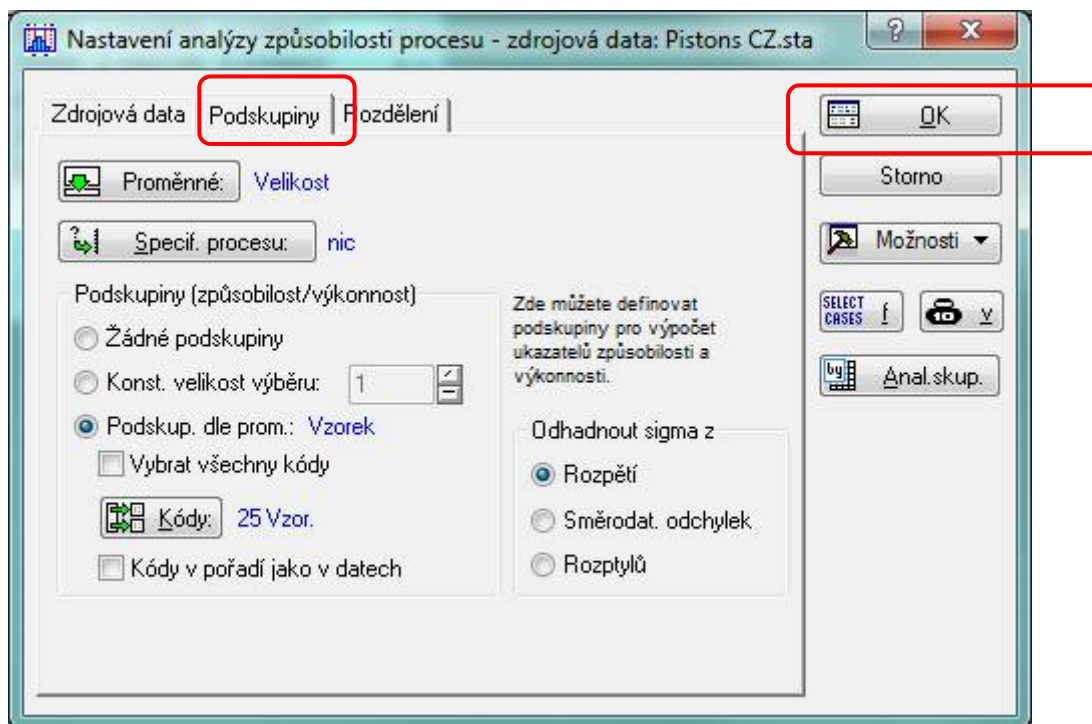 Nastavení analýzy způsobilosti procesu - zdrojová data: Pistons CZ.sta
Zdrojová data
Podskupiny
Rozdělení
Proměnné:
Velikost
Specif. procesu:
nic
Podskupiny (způsobilost/výkonnost)
Žádné podskupiny
Konst. velikost výběru:
1
Podskup. dle prom.:
Vzorek
Vybrat všechny kódy
Kódy:
25 Vzor.
Kódy v pořadí jako v datech
Zde můžete definovat
podskupiny pro výpočet
ukazatelů způsobilosti a
výkonnosti.
Odhadnout sigma z
Rozpětí
Směrodat. odchylek
Rozptylů
OK
Storno
Možnosti
SELECT
CASES
f
v
by
Anal.skup.